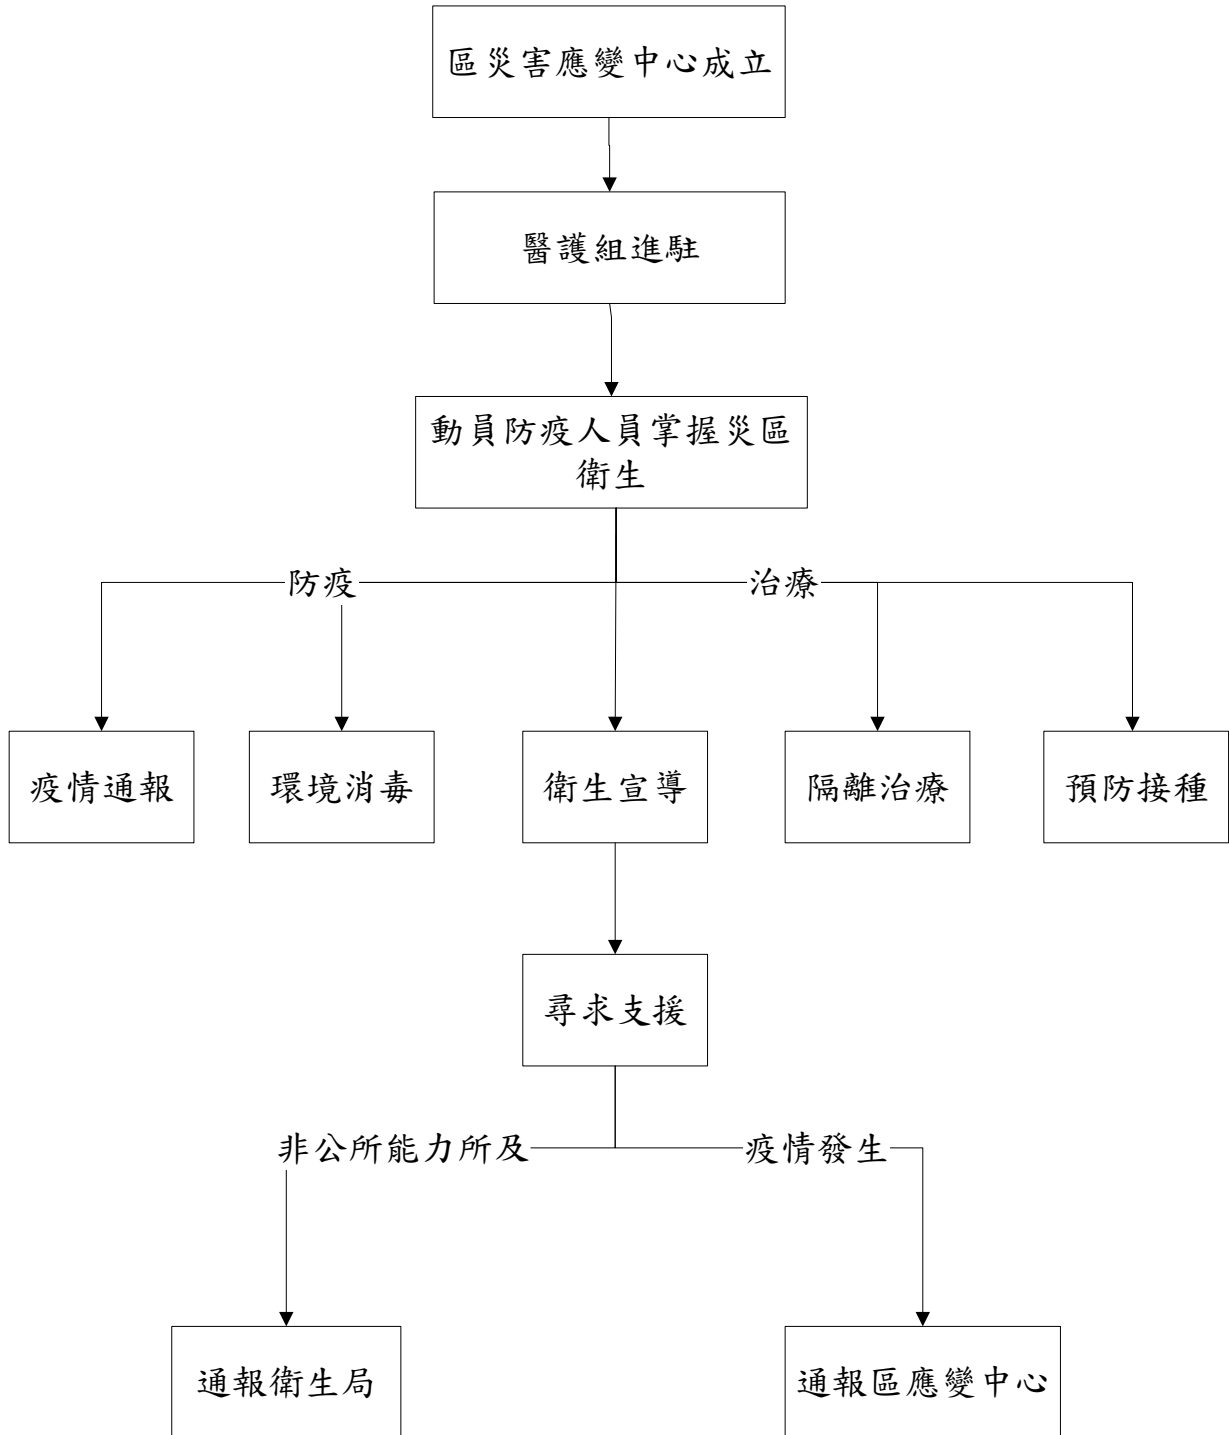 區災害應變中心成立
醫護組進駐
動員防疫人員掌握災區
衛生
防疫
治療
疫情通報
環境消毒
衛生宣導
隔離治療
預防接種
尋求支援
非公所能力所及
疫情發生
通報衛生局
通報區應變中心